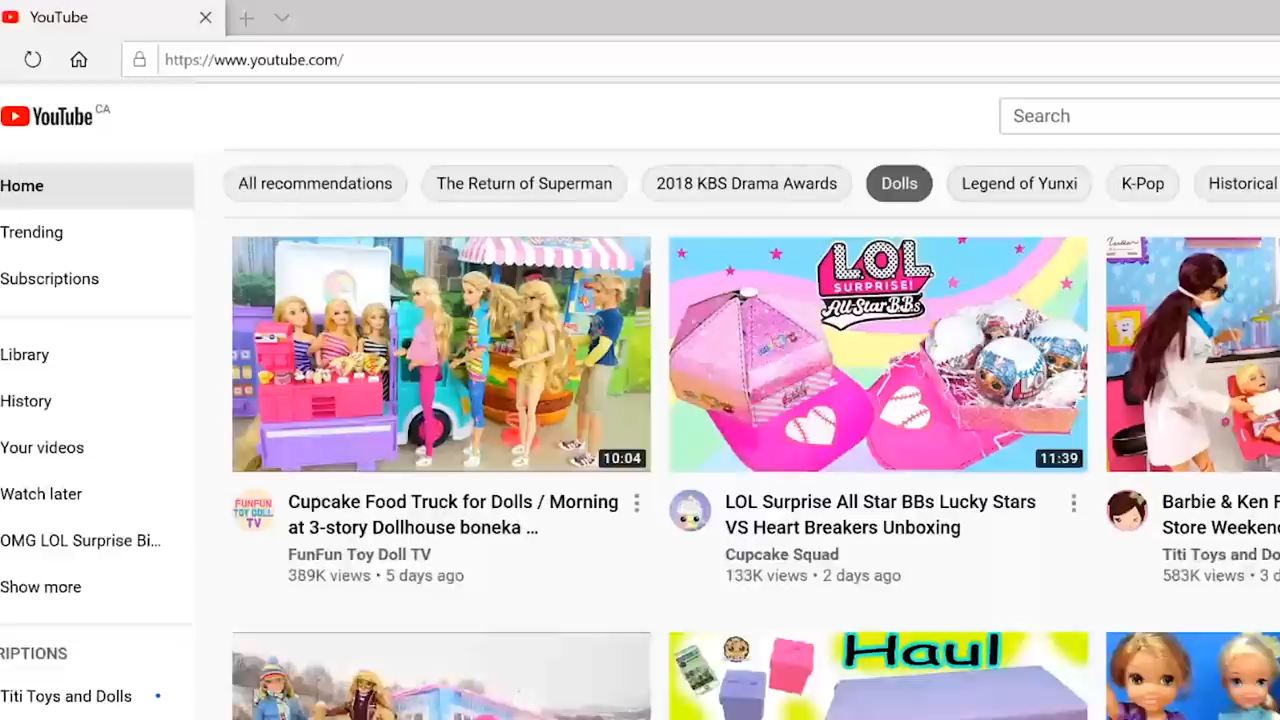 YouTube
https://www.youtube.com/
YouTube CA
Search
Home
Trending
Subscriptions
Library
History
Your videos
Watch later
OMG LOL Surprise Bi...
Show more
RIPTIONS
Titi Toys and Dolls
All recommendations
The Return of Superman
2018 KBS Drama Awards
Dolls
Legend of Yunxi
K-Pop
Historical
10:04
FUNFUN
TOY DOLL
TV
Cupcake Food Truck for Dolls / Morning
at 3-story Dollhouse boneka ...
FunFun Toy Doll TV
389K views • 5 days ago
L.O.L.
SURPRISE!
All-Star B.B.s
11:39
LOL Surprise All Star BBs Lucky Stars
VS Heart Breakers Unboxing
Cupcake Squad
133K views • 2 days ago
Barbie & Ken
Store Weeken
Titi Toys and Do
583K views • 3 d
Haul